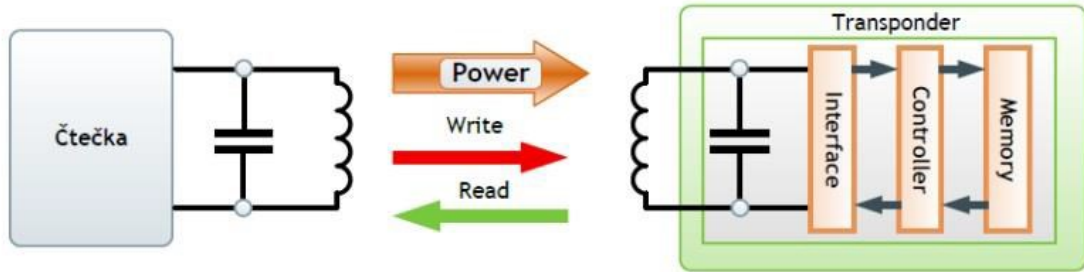 Čtečka
Power
Write
Read
Transponder
Interface
Controller
Memory